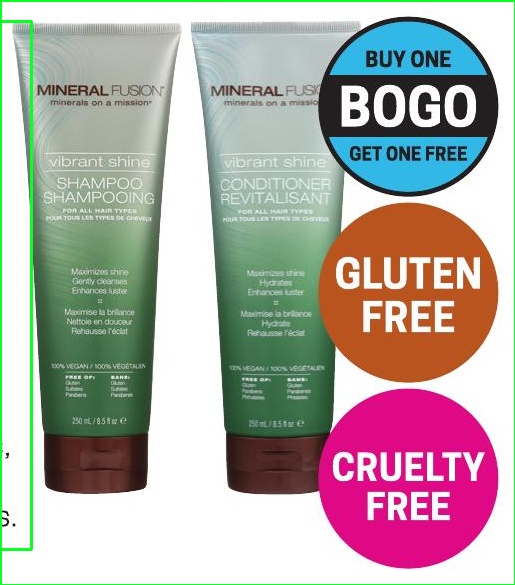 MINERAL FUSION®
minerals on a mission®
vibrant shine
SHAMPOO
SHAMPOOING
FOR ALL HAIR TYPES
POUR TOUS LES TYPES DE CHEVEUX
Maximizes shine
Gently cleanses
Enhances luster
Maximise la brillance
Nettoie en douceur
Rehausse l'éclat
100% VEGAN / 100% VÉGÉTALIEN
FREE OF: SANS:
Gluten Gluten
Sulfates Sulfates
Parabens Parabènes
250 mL / 8.5 fl oz ℮
MINERAL FUSIO
minerals on a missio
vibrant shine
CONDITIONER
REVITALISANT
FOR ALL HAIR TYPES
POUR TOUS LES TYPES DE CHEVEUX
Maximizes shine
Hydrates
Enhances luster
Maximise la brillance
Hydrate
Rehausse l'éclat
100% VEGAN / 100% VÉGÉTALIEN
FREE OF: SANS:
Gluten Gluten
Parabens Parabènes
Phthalates Phtalates
250 mL / 8.5 fl oz ℮
BUY ONE
BOGO
GET ONE FREE
GLUTEN
FREE
CRUELTY
FREE
s.